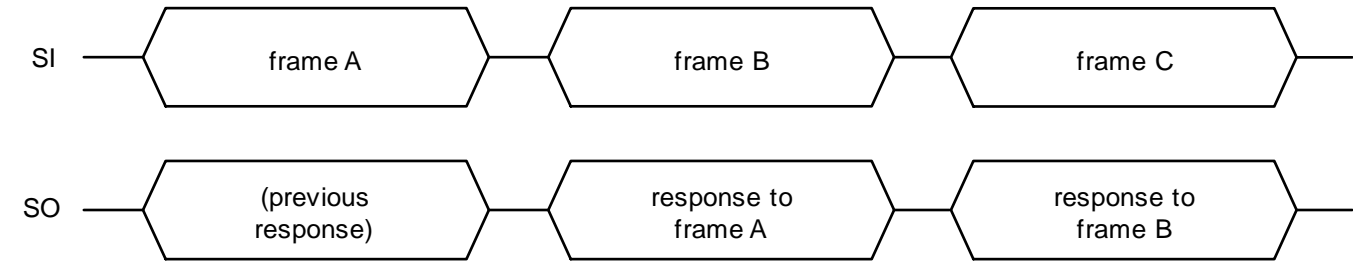 SI
frame A
frame B
frame C
SO
(previous
response)
response to
frame A
response to
frame B